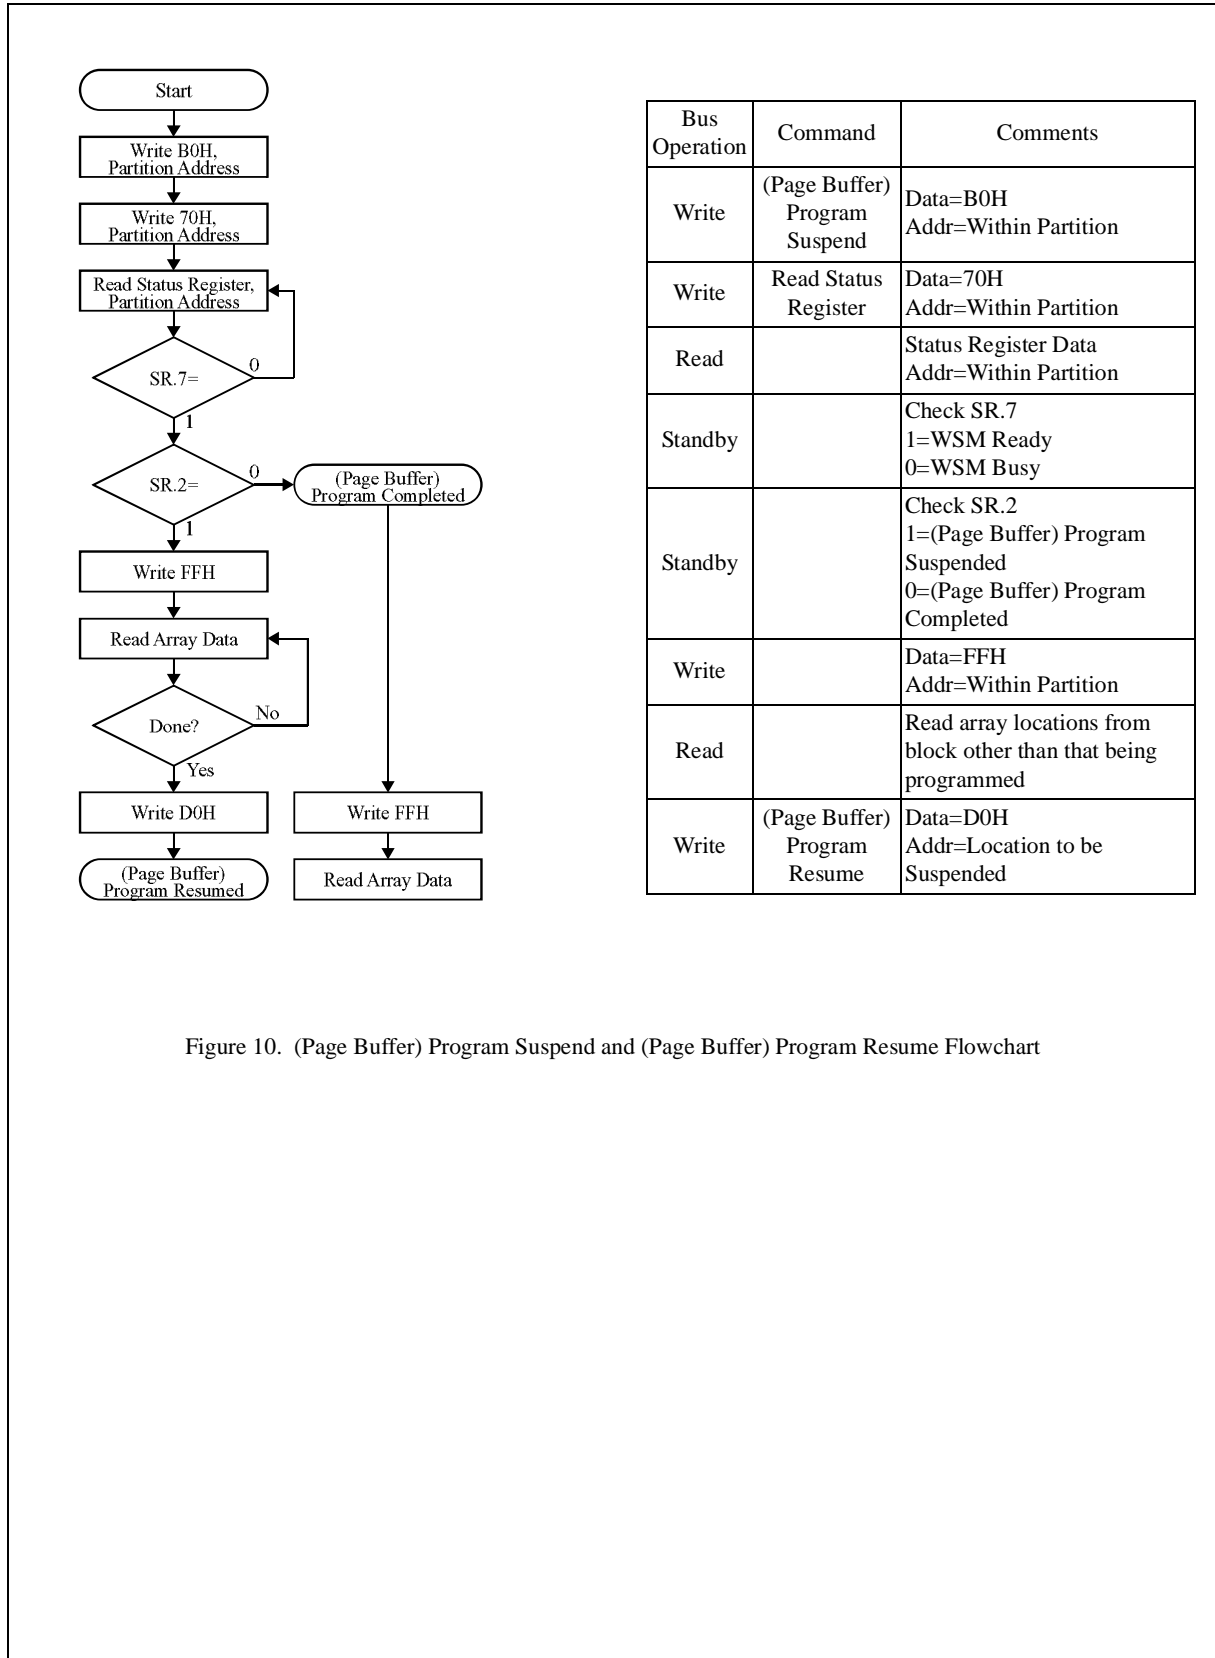 Start
Write B0H,
Partition Address
Write 70H,
Partition Address
Read Status Register,
Partition Address
SR.7=
0
1
SR.2=
0
1
(Page Buffer)
Program Completed
Write FFH
Read Array Data
Done?
No
Yes
Write D0H
(Page Buffer)
Program Resumed
Write FFH
Read Array Data
Bus
Operation
Command
Comments
Write
(Page Buffer)
Program
Suspend
Data=B0H
Addr=Within Partition
Write
Read Status
Register
Data=70H
Addr=Within Partition
Read
Status Register Data
Addr=Within Partition
Standby
Check SR.7
1=WSM Ready
0=WSM Busy
Standby
Check SR.2
1=(Page Buffer) Program
Suspended
0=(Page Buffer) Program
Completed
Write
Data=FFH
Addr=Within Partition
Read
Read array locations from
block other than that being
programmed
Write
(Page Buffer)
Program
Resume
Data=D0H
Addr=Location to be
Suspended
Figure 10.  (Page Buffer) Program Suspend and (Page Buffer) Program Resume Flowchart